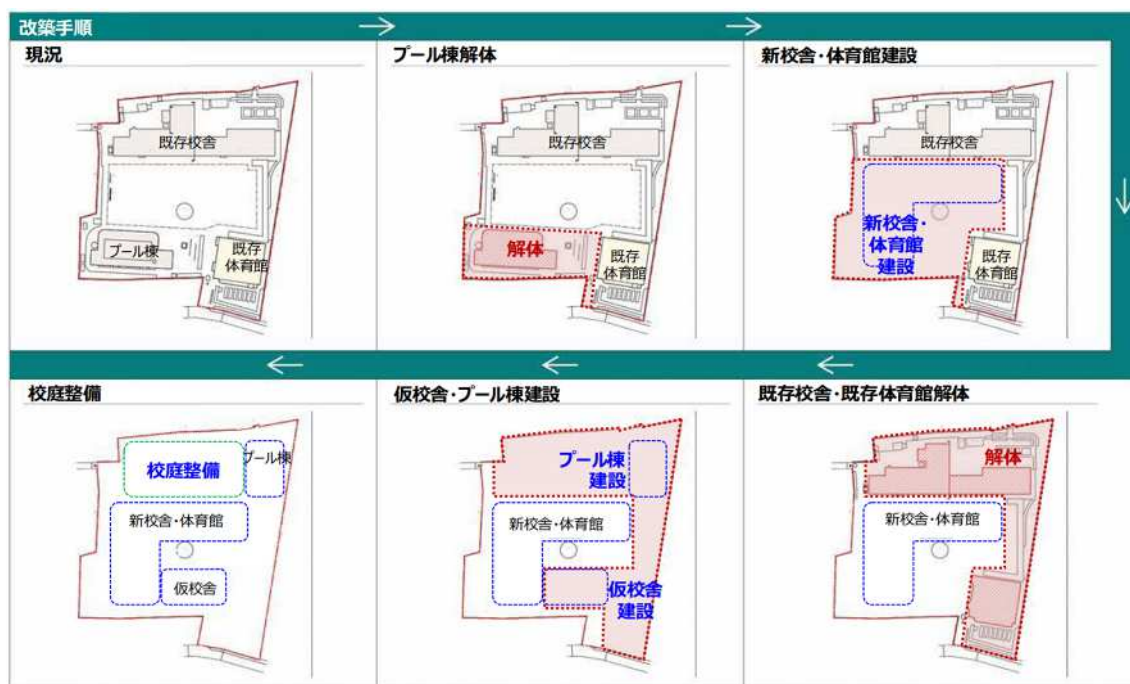 改築手順
現況
既存校舎
プール棟
既存
体育館
プール棟解体
既存校舎
解体
既存
体育館
新校舎・体育館建設
既存校舎
新校舎・
体育館
建設
既存
体育館
既存校舎・既存体育館解体
解体
新校舎・体育館
仮校舎・プール棟建設
プール棟
建設
新校舎・体育館
仮校舎
建設
校庭整備
校庭整備
プール棟
新校舎・体育館
仮校舎